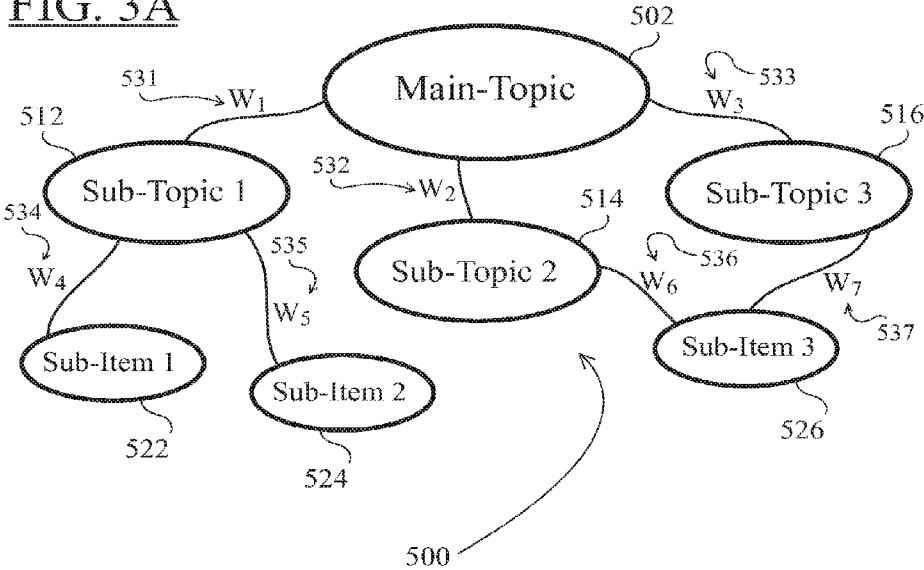 FIG. 3A
502
531
W1
Main-Topic
533
W3
512
516
Sub-Topic 1
532
W2
514
Sub-Topic 3
534
W4
535
W5
Sub-Topic 2
536
W6
W7
537
Sub-Item 1
Sub-Item 2
Sub-Item 3
522
524
526
500